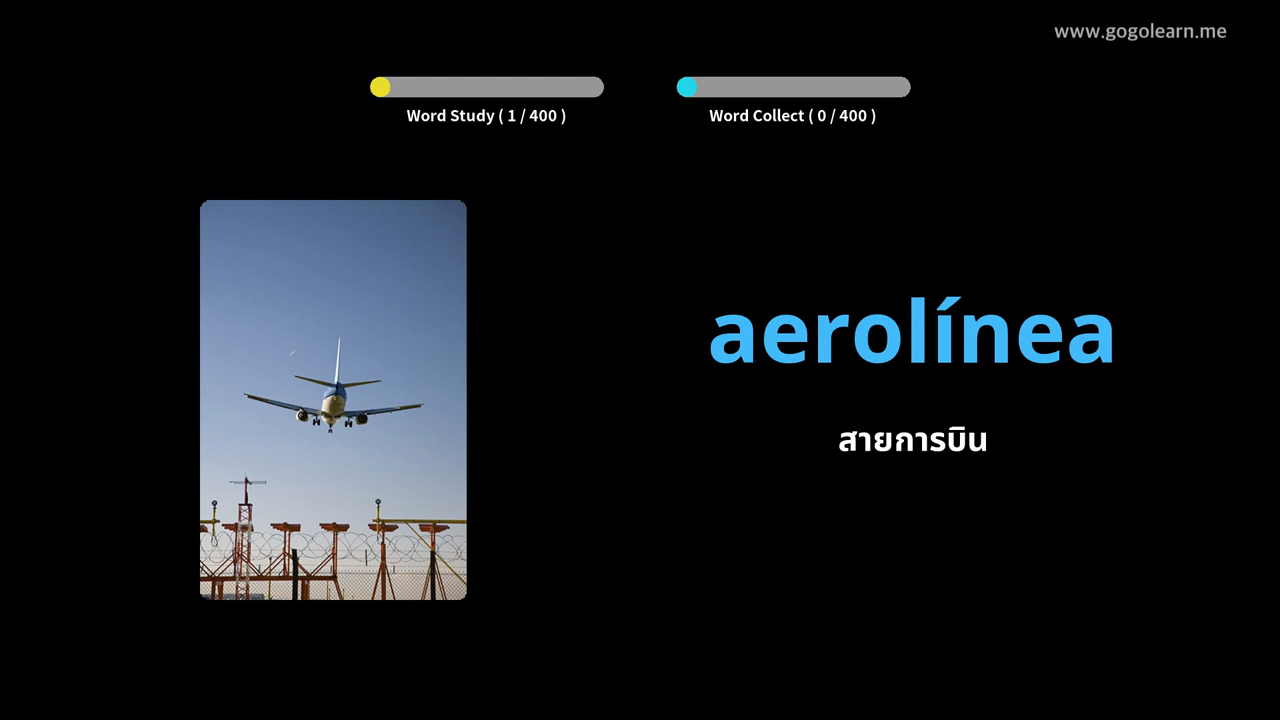 www.gogolearn.me
Word Study ( 1 / 400 )
Word Collect ( 0 / 400 )
aerolínea
สายการบิน